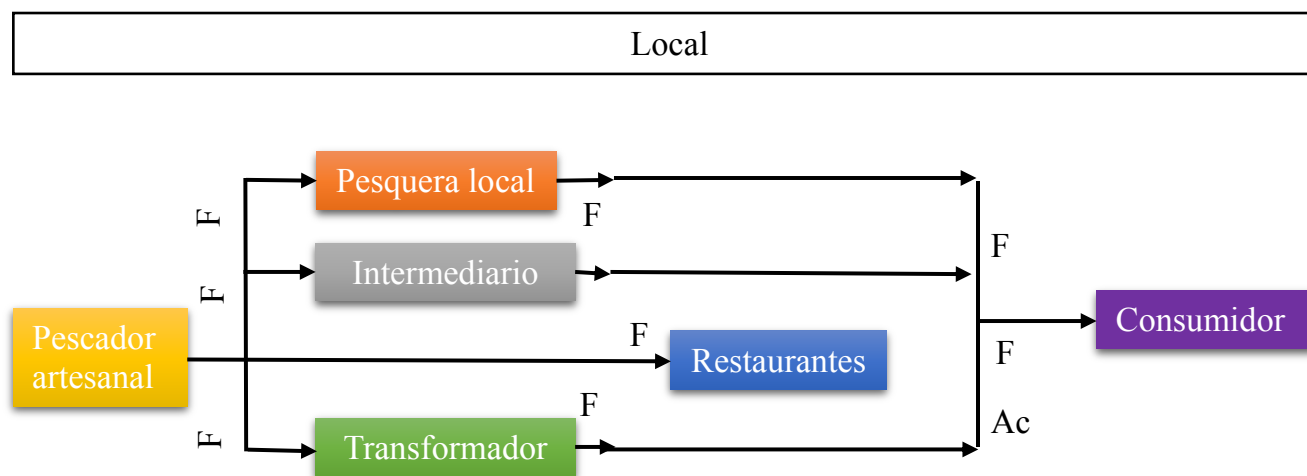 Local
Pesquera local
F
F
F
Intermediario
F
Pescador
artesanal
F
Restaurantes
Consumidor
F
F
F
Transformador
Ac